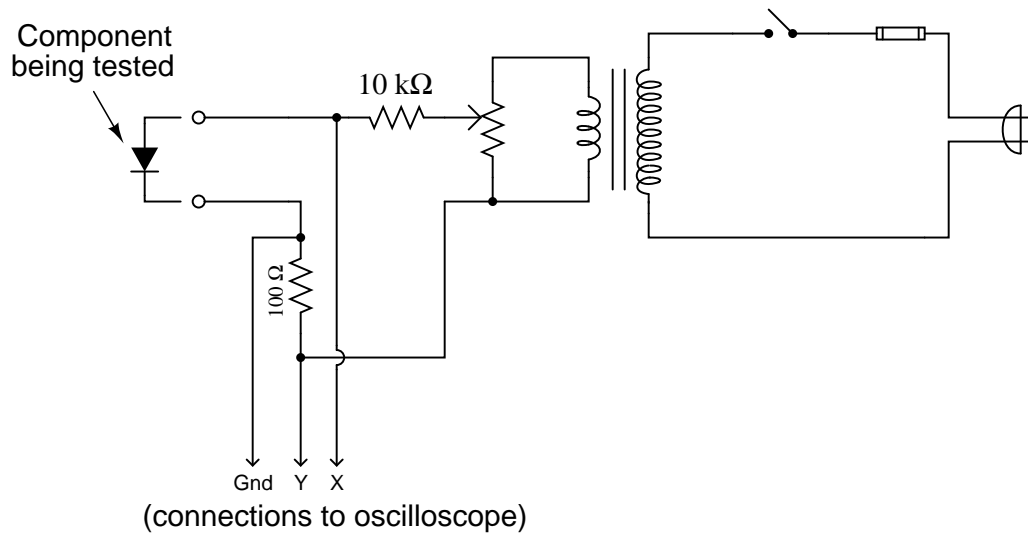 Component
being tested
10 kΩ
100 Ω
Gnd Y X
(connections to oscilloscope)